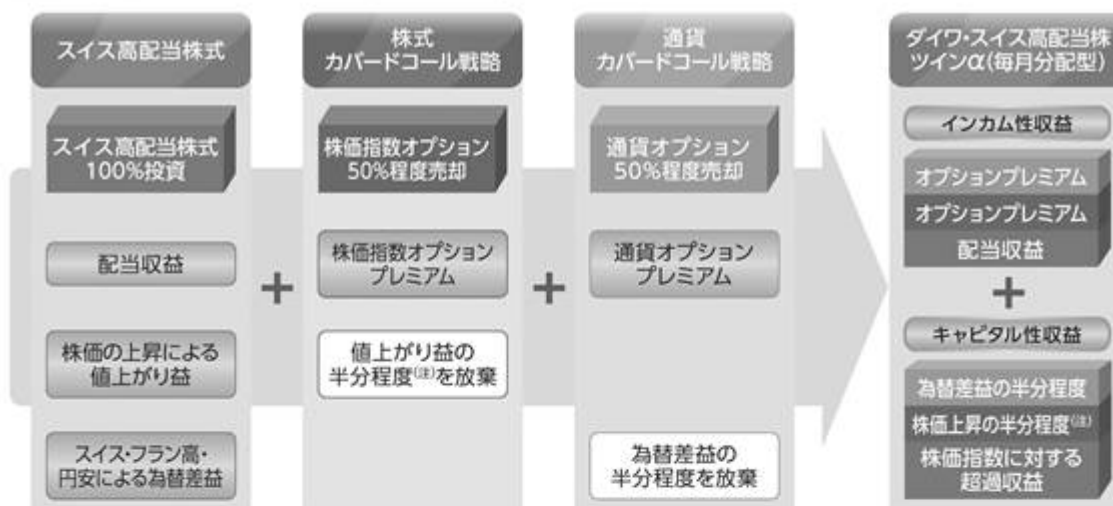 スイス高配当株式
スイス高配当株式
100%投資
配当収益
株価の上昇による
値上がり益
スイス・フラン高・
円安による為替差益
+
株式
カバードコール戦略
株価指数オプション
50%程度売却
株価指数オプション
プレミアム
値上がり益の
半分程度(注)を放棄
+
通貨
カバードコール戦略
通貨オプション
50%程度売却
通貨オプション
プレミアム
為替差益の
半分程度を放棄
ダイワ・スイス高配当株
ツインα(毎月分配型)
インカム性収益
オプションプレミアム
オプションプレミアム
配当収益
+
キャピタル性収益
為替差益の半分程度
株価上昇の半分程度(注)
株価指数に対する
超過収益